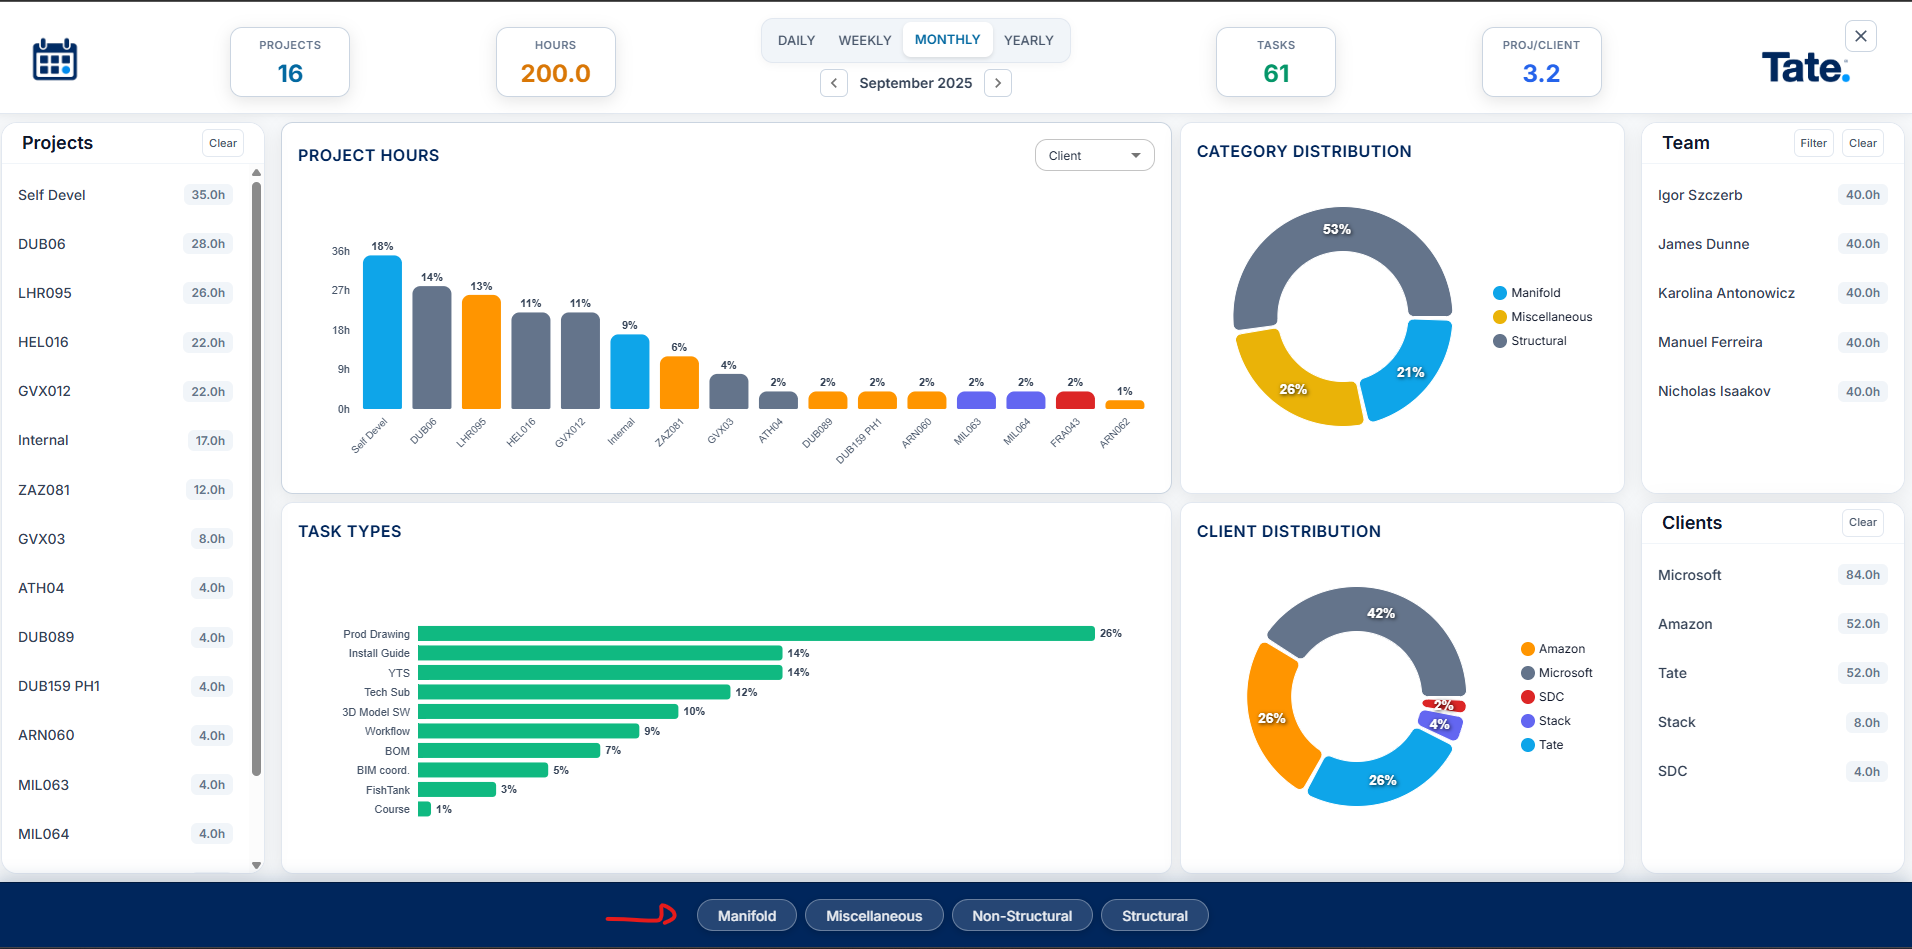 PROJECTS
16
HOURS
200.0
DAILY WEEKLY MONTHLY YEARLY
September 2025
TASKS
61
PROJ/CLIENT
3.2
Tate.
Projects Clear
Self Devel 35.0h
DUB06 28.0h
LHR095 26.0h
HEL016 22.0h
GVX012 22.0h
Internal 17.0h
ZAZ081 12.0h
GVX03 8.0h
ATH04 4.0h
DUB089 4.0h
DUB159 PH1 4.0h
ARN060 4.0h
MIL063 4.0h
MIL064 4.0h
PROJECT HOURS
Client
36h
27h
18h
9h
0h
18% 14% 13% 11% 11% 9% 6% 4% 2% 2% 2% 2% 2% 2% 2% 1%
Self Devel DUB06 LHR095 HEL016 GVX012 Internal ZAZ081 GVX03 ATH04 DUB089 DUB159 PH1 ARN060 MIL063 MIL064 FRA043 ARN062
CATEGORY DISTRIBUTION
53%
21%
26%
Manifold
Miscellaneous
Structural
Team Filter Clear
Igor Szczerb 40.0h
James Dunne 40.0h
Karolina Antonowicz 40.0h
Manuel Ferreira 40.0h
Nicholas Isaakov 40.0h
TASK TYPES
Prod Drawing 26%
Install Guide 14%
YTS 14%
Tech Sub 12%
3D Model SW 10%
Workflow 9%
BOM 7%
BIM coord. 5%
FishTank 3%
Course 1%
CLIENT DISTRIBUTION
42%
2%
4%
26%
26%
Amazon
Microsoft
SDC
Stack
Tate
Clients Clear
Microsoft 84.0h
Amazon 52.0h
Tate 52.0h
Stack 8.0h
SDC 4.0h
Manifold Miscellaneous Non-Structural Structural